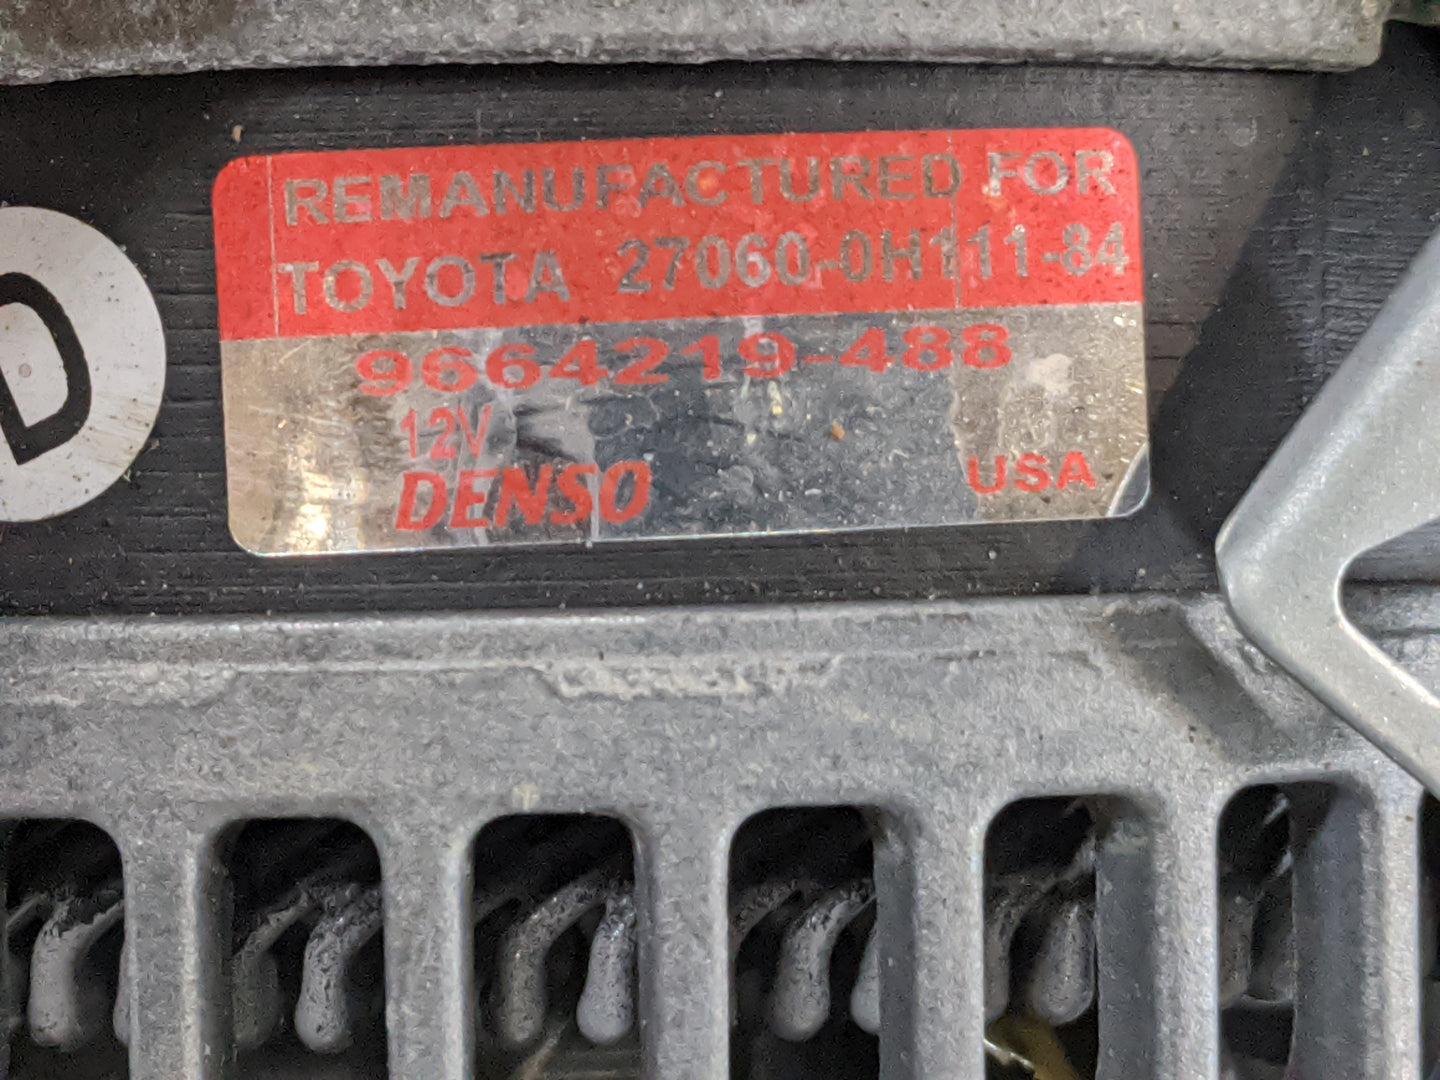 REMANUFACTURED FOR
TOYOTA 27060-0H111-84
9664219-488
12V
DENSO USA
D